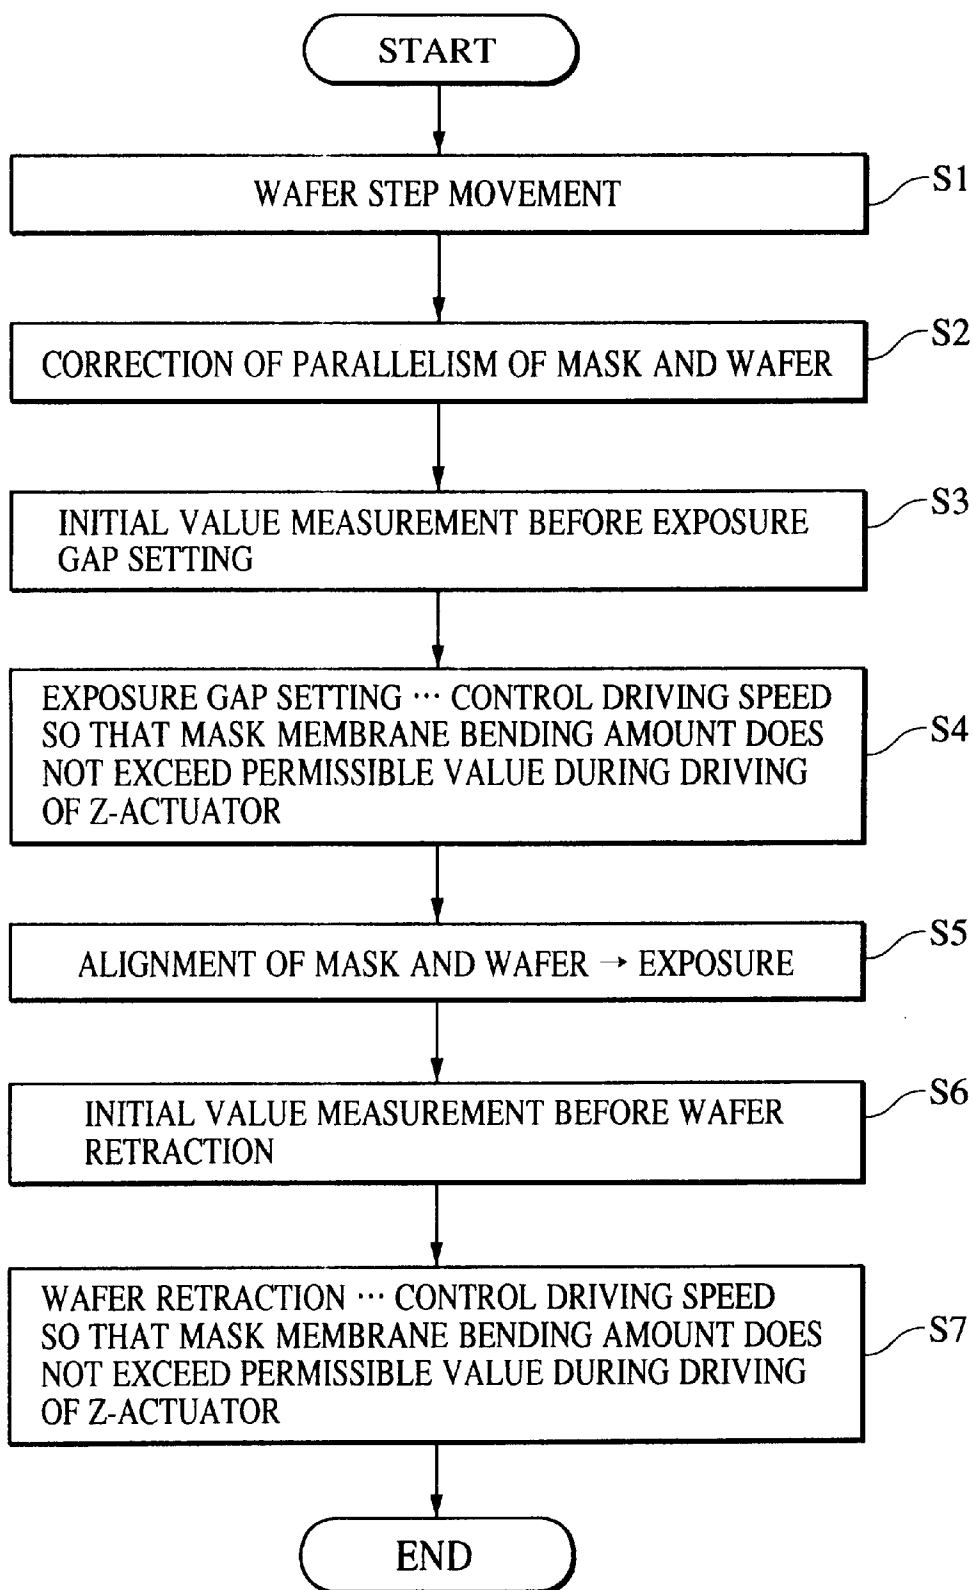 START
WAFER STEP MOVEMENT
S1
CORRECTION OF PARALLELISM OF MASK AND WAFER
S2
INITIAL VALUE MEASUREMENT BEFORE EXPOSURE
GAP SETTING
S3
EXPOSURE GAP SETTING ··· CONTROL DRIVING SPEED
SO THAT MASK MEMBRANE BENDING AMOUNT DOES
NOT EXCEED PERMISSIBLE VALUE DURING DRIVING
OF Z-ACTUATOR
S4
ALIGNMENT OF MASK AND WAFER → EXPOSURE
S5
INITIAL VALUE MEASUREMENT BEFORE WAFER
RETRACTION
S6
WAFER RETRACTION ··· CONTROL DRIVING SPEED
SO THAT MASK MEMBRANE BENDING AMOUNT DOES
NOT EXCEED PERMISSIBLE VALUE DURING DRIVING
OF Z-ACTUATOR
S7
END